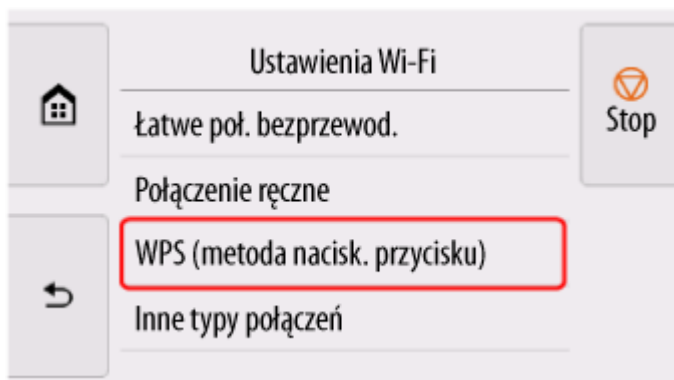 Ustawienia Wi-Fi
Łatwe poł. bezprzewod.
Stop
Połączenie ręczne
WPS (metoda nacisk. przycisku)
Inne typy połączeń